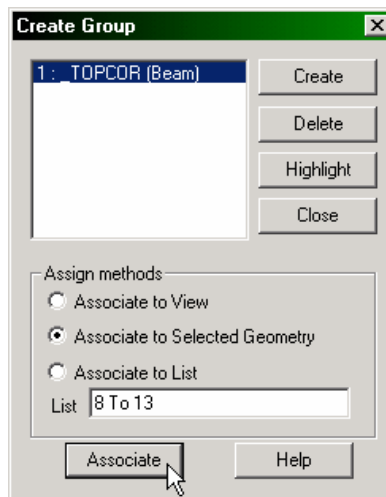 Create Group
1 : _TOPCOR (Beam)
Create
Delete
Highlight
Close
Assign methods
Associate to View
Associate to Selected Geometry
Associate to List
List 8 To 13
Associate Help